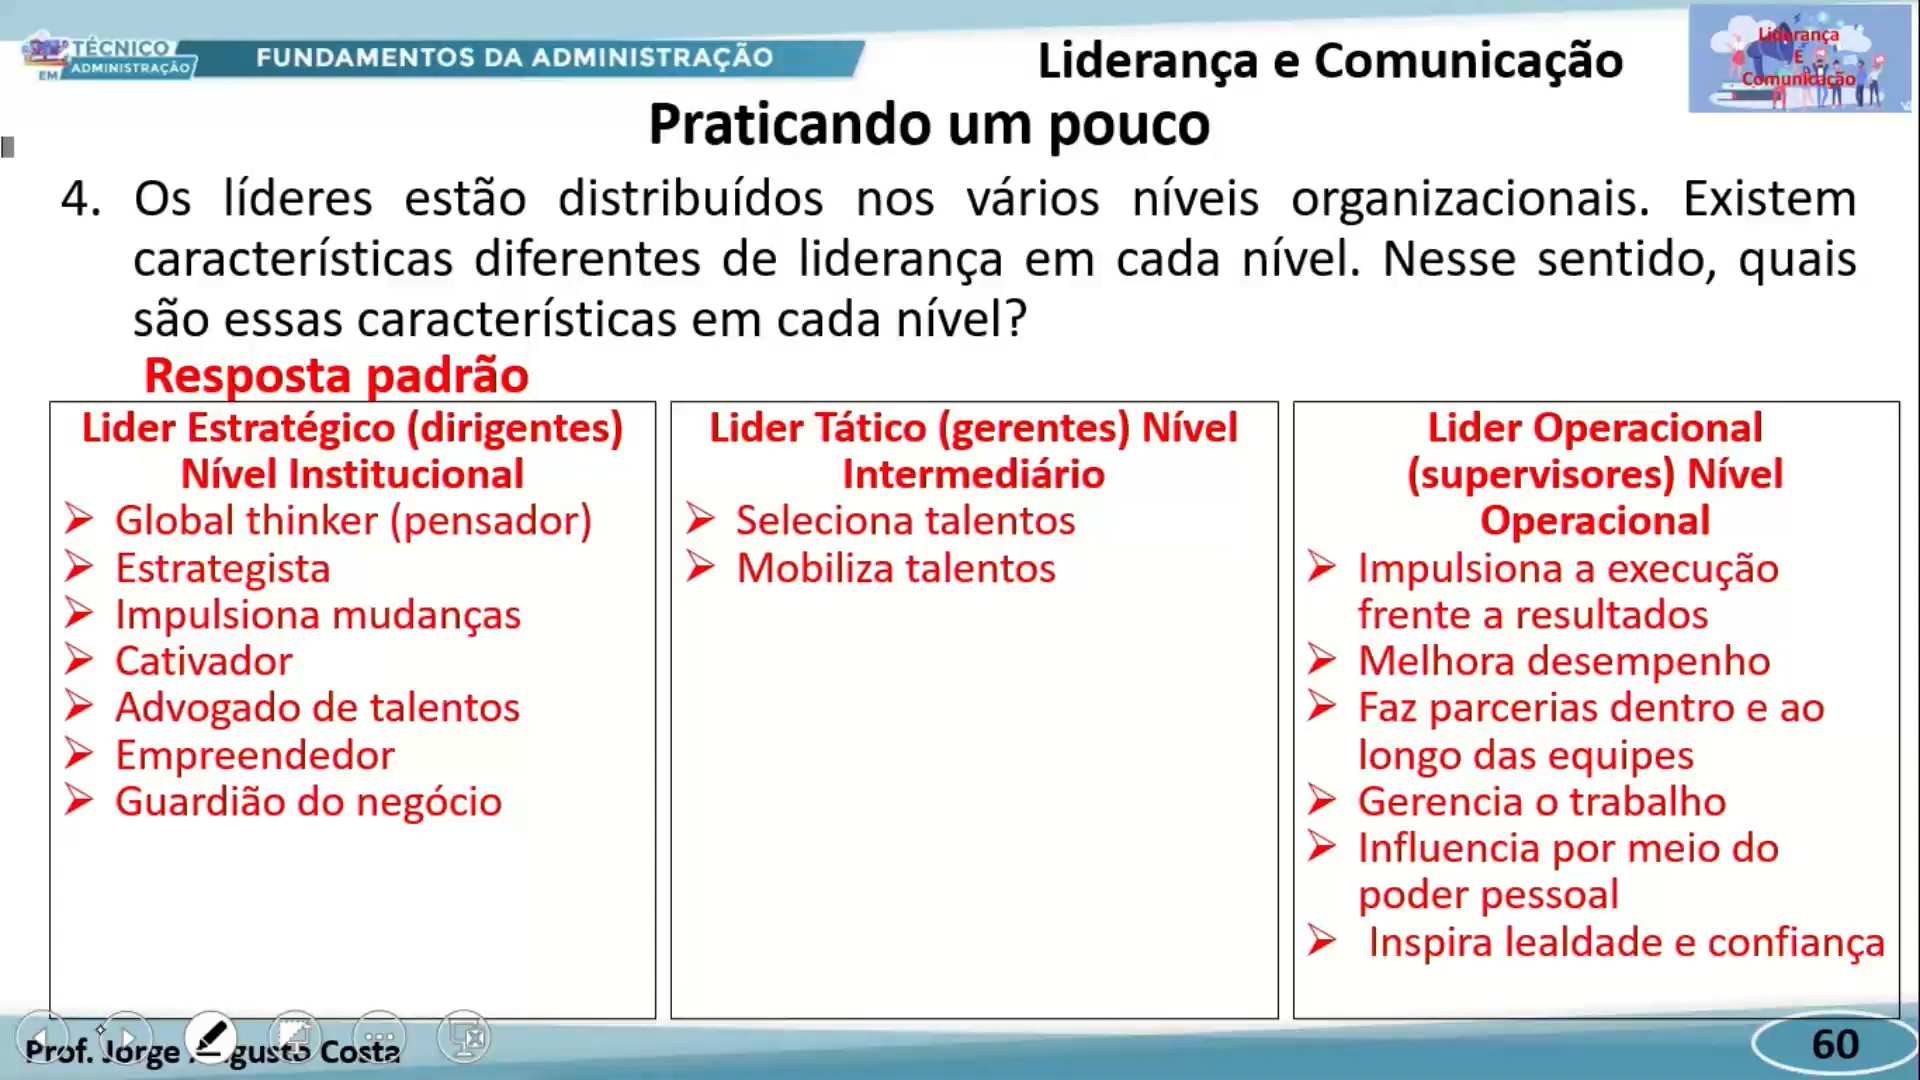 TÉCNICO
EM ADMINISTRAÇÃO
FUNDAMENTOS DA ADMINISTRAÇÃO
Liderança e Comunicação
Liderança
E
Comunicação
Praticando um pouco
4. Os líderes estão distribuídos nos vários níveis organizacionais. Existem
características diferentes de liderança em cada nível. Nesse sentido, quais
são essas características em cada nível?
Resposta padrão
Lider Estratégico (dirigentes)
Nível Institucional
Global thinker (pensador)
Estrategista
Impulsiona mudanças
Cativador
Advogado de talentos
Empreendedor
Guardião do negócio
Lider Tático (gerentes) Nível
Intermediário
Seleciona talentos
Mobiliza talentos
Lider Operacional
(supervisores) Nível
Operacional
Impulsiona a execução
frente a resultados
Melhora desempenho
Faz parcerias dentro e ao
longo das equipes
Gerencia o trabalho
Influencia por meio do
poder pessoal
Inspira lealdade e confiança
Prof. Jorge Augusto Costa
60